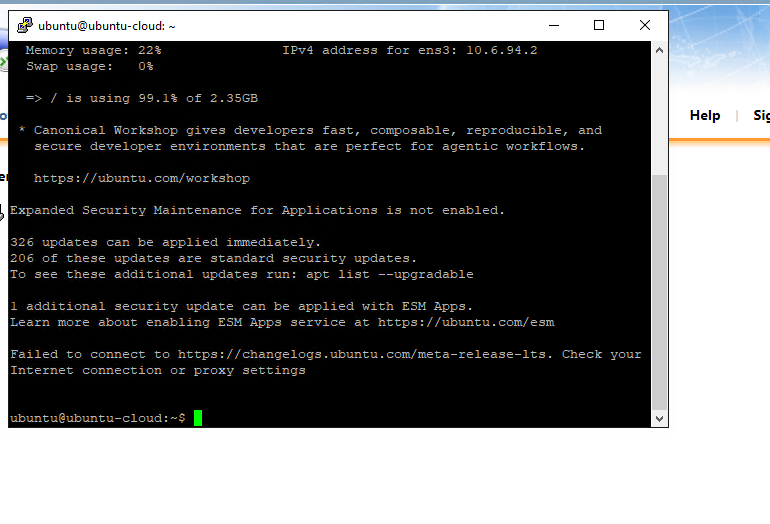 ubuntu@ubuntu-cloud: ~
Memory usage: 22%                IPv4 address for ens3: 10.6.94.2
Swap usage:   0%
=> / is using 99.1% of 2.35GB
* Canonical Workshop gives developers fast, composable, reproducible, and
secure developer environments that are perfect for agentic workflows.
https://ubuntu.com/workshop
Expanded Security Maintenance for Applications is not enabled.
326 updates can be applied immediately.
206 of these updates are standard security updates.
To see these additional updates run: apt list --upgradable
1 additional security update can be applied with ESM Apps.
Learn more about enabling ESM Apps service at https://ubuntu.com/esm
Failed to connect to https://changelogs.ubuntu.com/meta-release-lts. Check your
Internet connection or proxy settings
ubuntu@ubuntu-cloud:~$
Help |